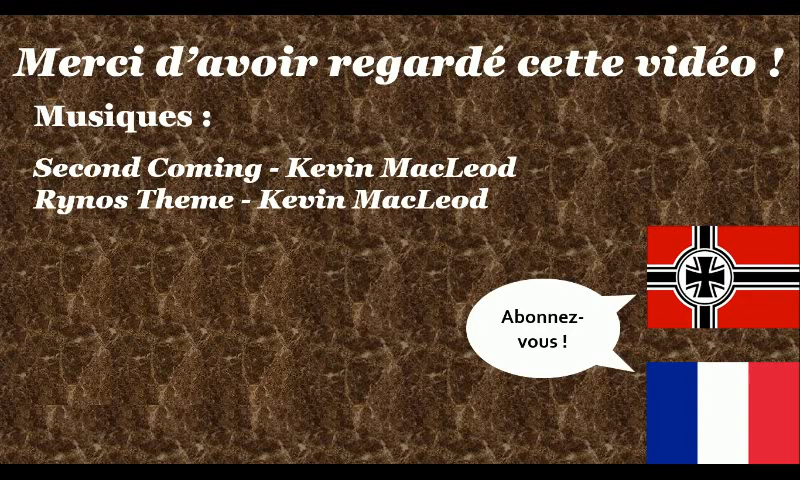 Merci d’avoir regardé cette vidéo !
Musiques :
Second Coming - Kevin MacLeod
Rynos Theme - Kevin MacLeod
Abonnez-
vous !